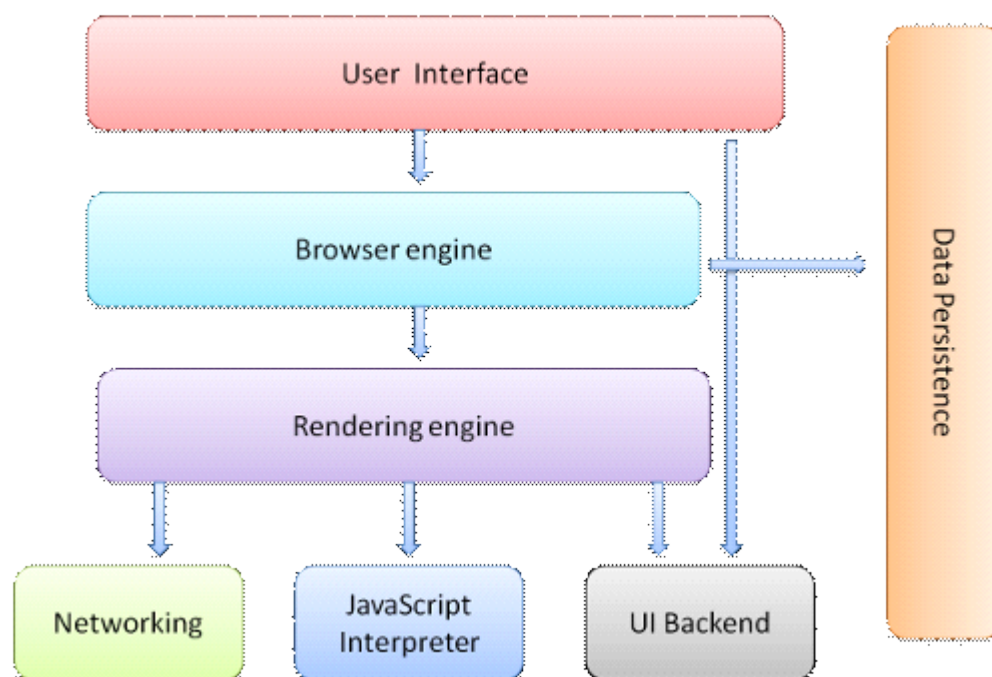 User Interface
Browser engine
Data Persistence
Rendering engine
Networking
JavaScript
Interpreter
UI Backend